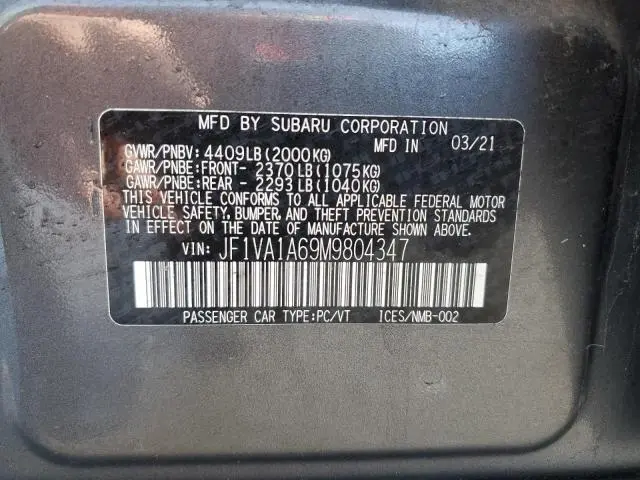 MFD BY SUBARU CORPORATION
MFD IN 03/21
GVWR/PNBV: 4409LB(2000KG)
GAWR/PNBE:FRONT- 2370LB(1075KG)
GAWR/PNBE:REAR - 2293LB(1040KG)
THIS VEHICLE CONFORMS TO ALL APPLICABLE FEDERAL MOTOR
VEHICLE SAFETY, BUMPER, AND THEFT PREVENTION STANDARDS
IN EFFECT ON THE DATE OF MANUFACTURE SHOWN ABOVE.
VIN: JF1VA1A69M9804347
PASSENGER CAR TYPE:PC/VT ICES/NMB-002